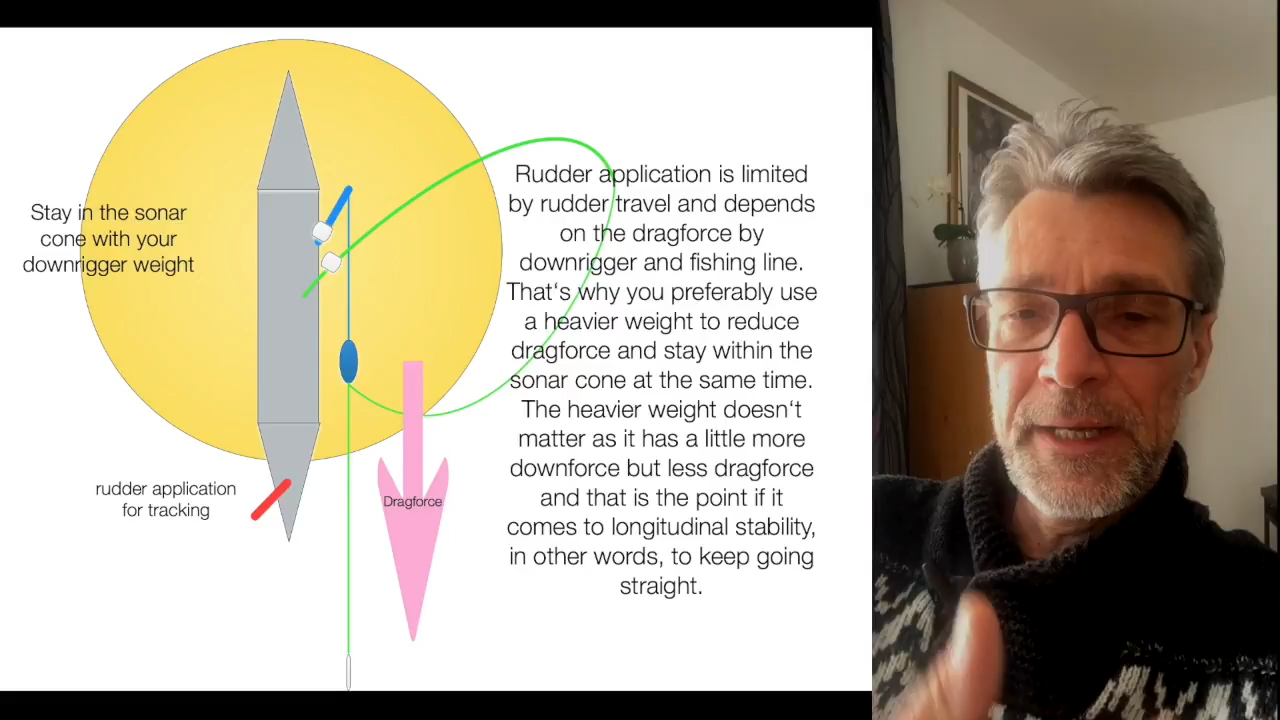 Stay in the sonar
cone with your
downrigger weight
rudder application
for tracking
Dragforce
Rudder application is limited
by rudder travel and depends
on the dragforce by
downrigger and fishing line.
That's why you preferably use
a heavier weight to reduce
dragforce and stay within the
sonar cone at the same time.
The heavier weight doesn't
matter as it has a little more
downforce but less dragforce
and that is the point if it
comes to longitudinal stability,
in other words, to keep going
straight.